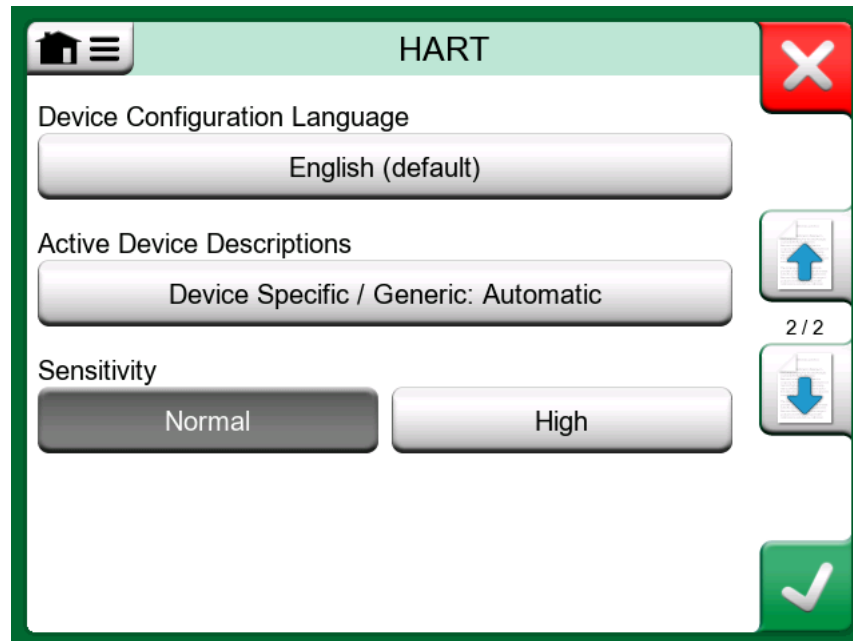 HART
Device Configuration Language
English (default)
Active Device Descriptions
Device Specific / Generic: Automatic
2 / 2
Sensitivity
Normal
High